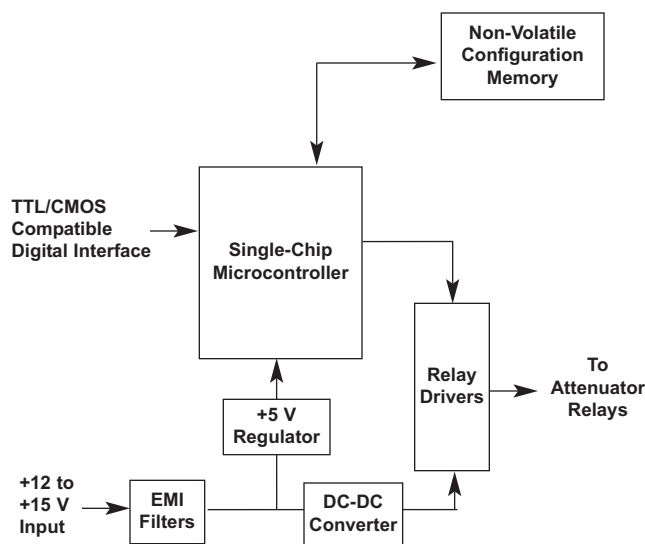 Non-Volatile
Configuration
Memory
TTL/CMOS
Compatible
Digital Interface
Single-Chip
Microcontroller
Relay
Drivers
To
Attenuator
Relays
+5 V
Regulator
+12 to
+15 V
Input
EMI
Filters
DC-DC
Converter